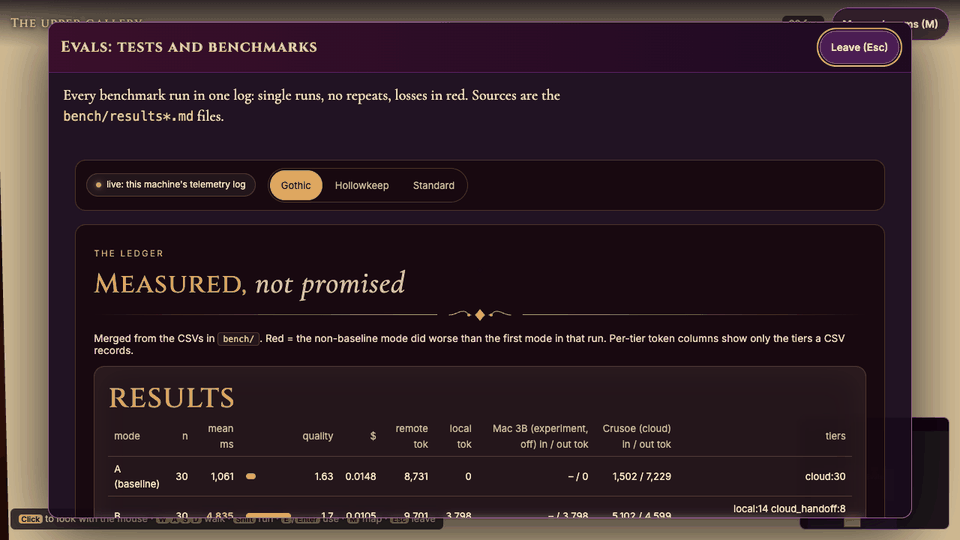 The upper gallery
(M)
Evals: tests and benchmarks
Leave (Esc)
Every benchmark run in one log: single runs, no repeats, losses in red. Sources are the
bench/results*.md files.
live: this machine's telemetry log
Gothic
Hollowkeep
Standard
THE LEDGER
Measured, not promised
Merged from the CSVs in bench/. Red = the non-baseline mode did worse than the first mode in that run. Per-tier token columns show only the tiers a CSV
records.
RESULTS
mode n mean ms quality $ remote tok local tok Mac 3B (experiment, off) in / out tok Crusoe (cloud) in / out tok tiers
A (baseline) 30 1,061 1.63 0.0148 8,731 0 – / 0 1,502 / 7,229 cloud:30
B 30 4,835 1.7 0.0105 9,701 3,798 – / 3,798 5,102 / 4,599 local:14 cloud_handoff:8
Click to look with the mouse · W A S D walk · Shift run · E Enter use · M map · Esc leave